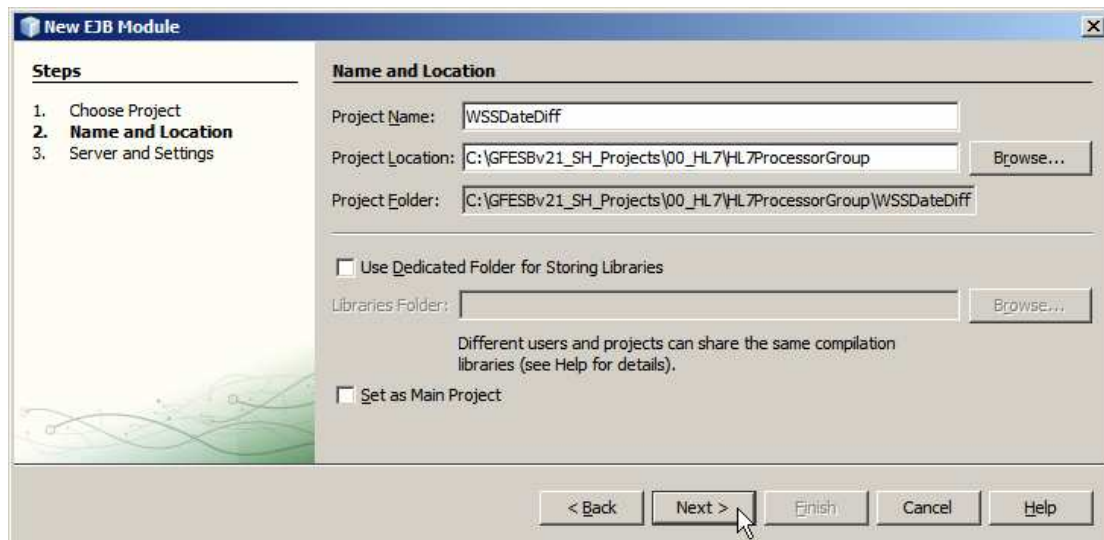 New EJB Module
Steps
1. Choose Project
2. Name and Location
3. Server and Settings
Name and Location
Project Name: WSSDateDiff
Project Location: C:\GFESBv21_SH_Projects\00_HL7\HL7ProcessorGroup Browse...
Project Folder: C:\GFESBv21_SH_Projects\00_HL7\HL7ProcessorGroup\WSSDateDiff
Use Dedicated Folder for Storing Libraries
Libraries Folder: Browse...
Different users and projects can share the same compilation
libraries (see Help for details).
Set as Main Project
< Back Next > Finish Cancel Help